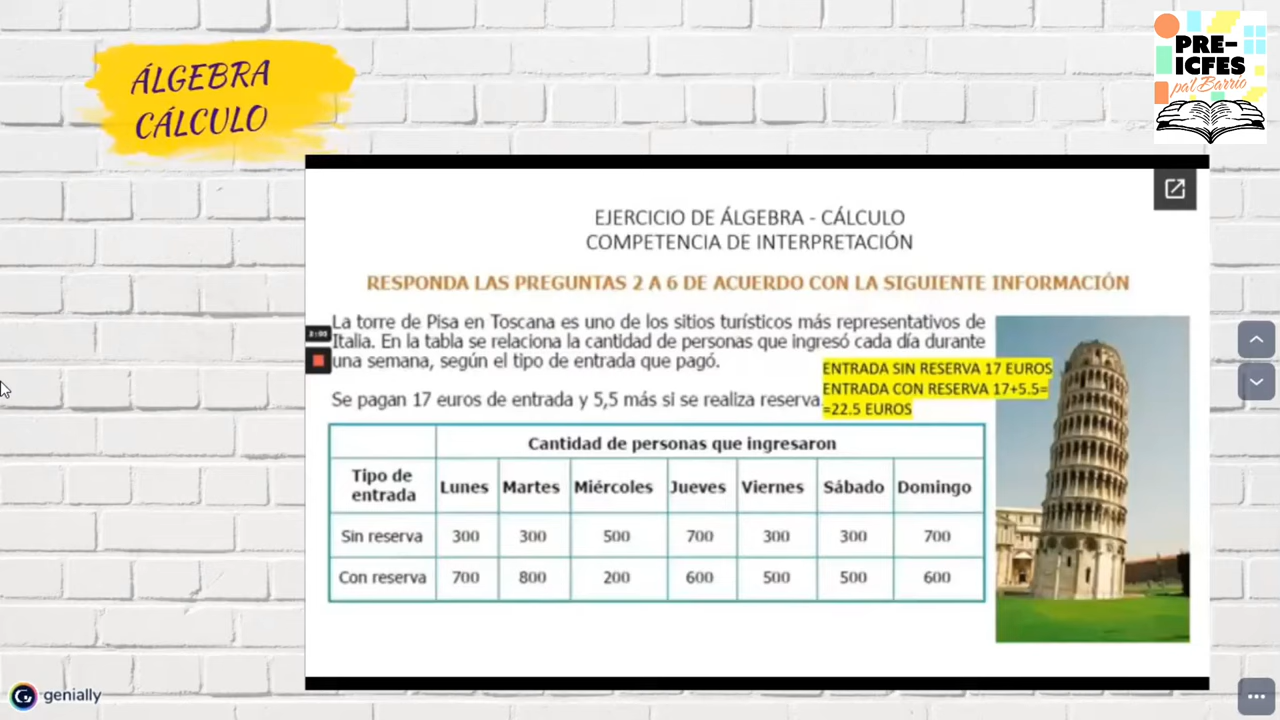 ÁLGEBRA
CÁLCULO
PRE-
ICFES
pa'l Barrio
EJERCICIO DE ÁLGEBRA - CÁLCULO
COMPETENCIA DE INTERPRETACIÓN
RESPONDA LAS PREGUNTAS 2 A 6 DE ACUERDO CON LA SIGUIENTE INFORMACIÓN
La torre de Pisa en Toscana es uno de los sitios turísticos más representativos de
Italia. En la tabla se relaciona la cantidad de personas que ingresó cada día durante
una semana, según el tipo de entrada que pagó.
ENTRADA SIN RESERVA 17 EUROS
ENTRADA CON RESERVA 17+5.5=
=22.5 EUROS
Se pagan 17 euros de entrada y 5,5 más si se realiza reserva.
Cantidad de personas que ingresaron
Tipo de entrada Lunes Martes Miércoles Jueves Viernes Sábado Domingo
Sin reserva 300 300 500 700 300 300 700
Con reserva 700 800 200 600 500 500 600
genially